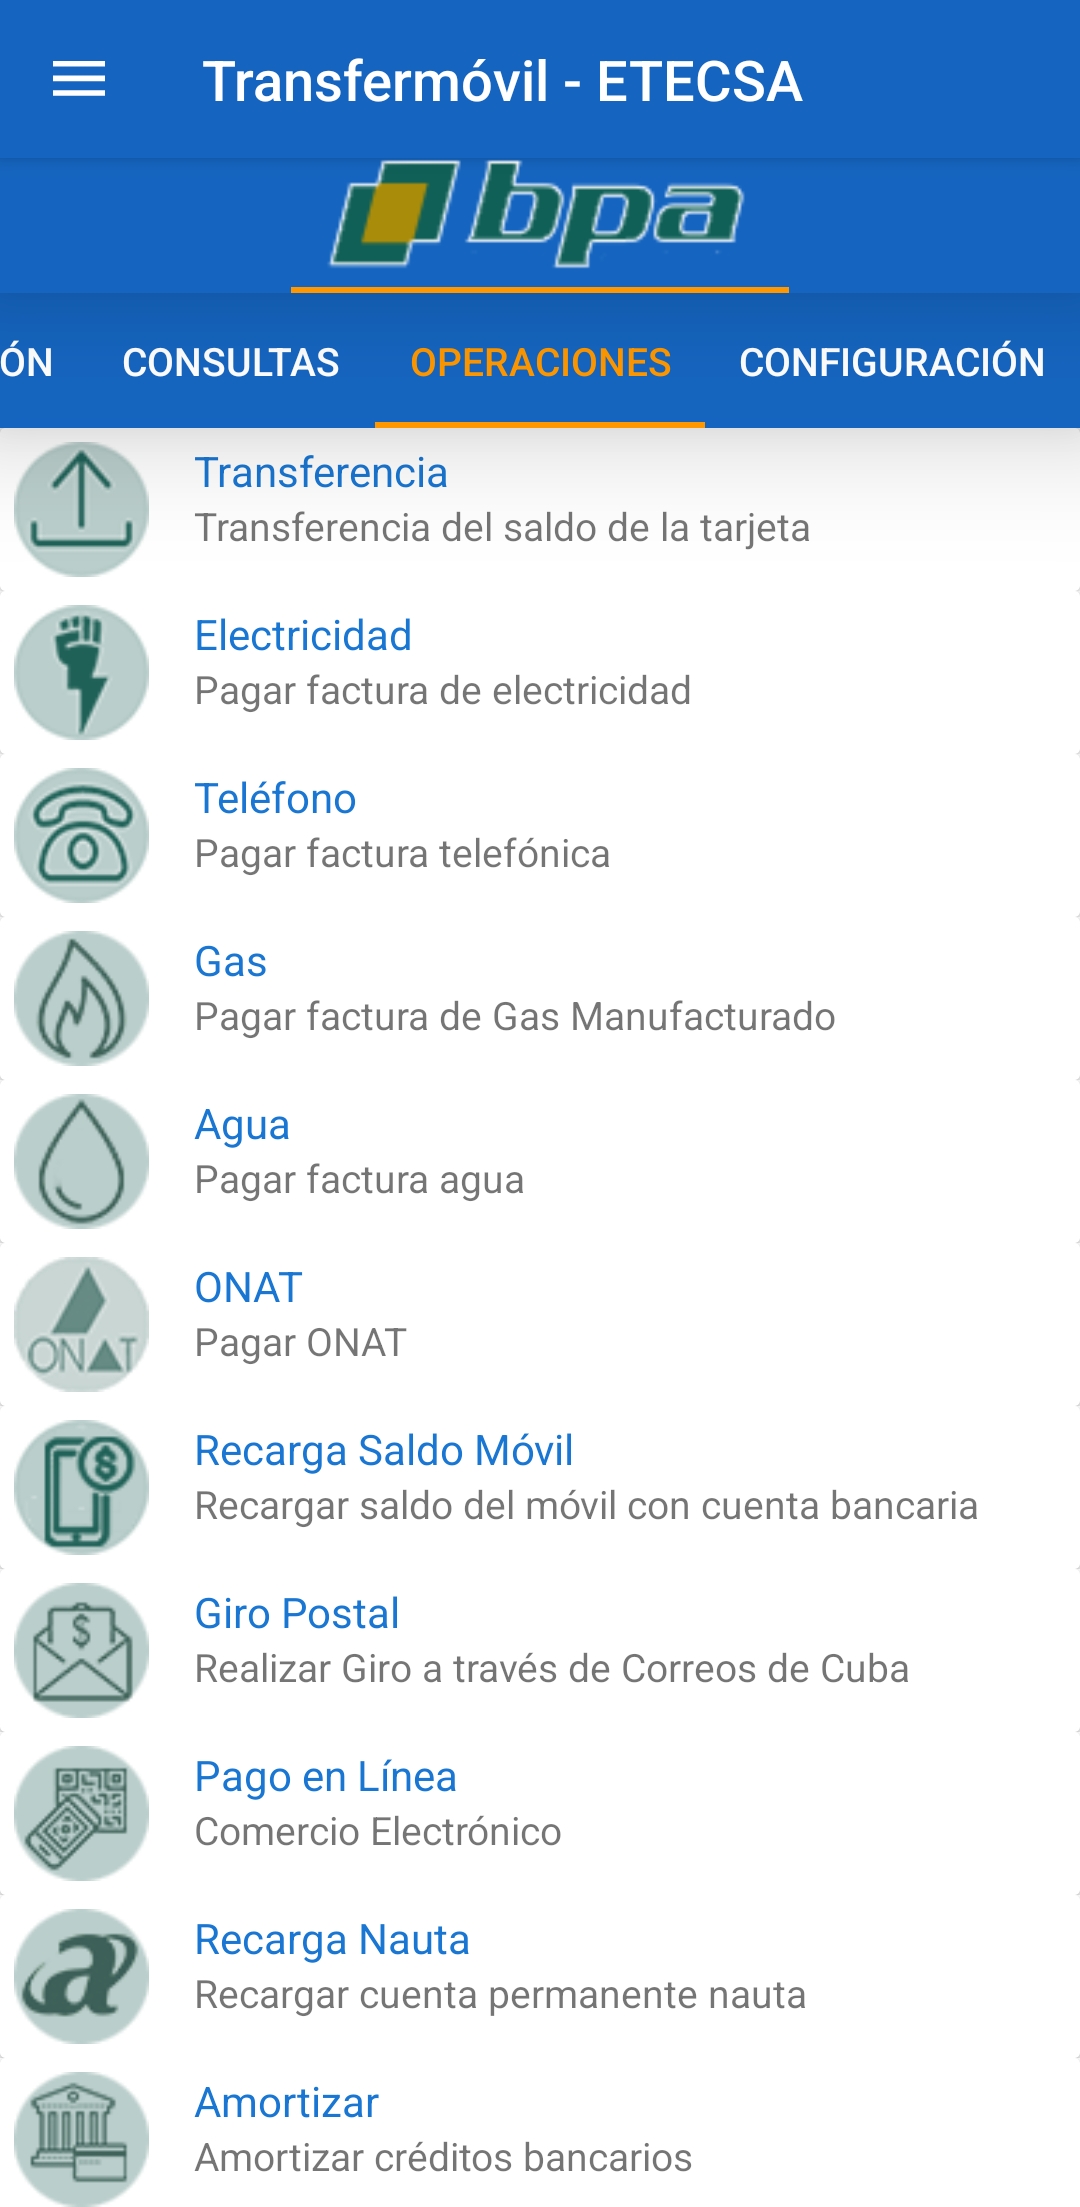 Transfermóvil - ETECSA
bpa
ÓN CONSULTAS OPERACIONES CONFIGURACIÓN
Transferencia
Transferencia del saldo de la tarjeta
Electricidad
Pagar factura de electricidad
Teléfono
Pagar factura telefónica
Gas
Pagar factura de Gas Manufacturado
Agua
Pagar factura agua
ONAT
ONAT
Pagar ONAT
Recarga Saldo Móvil
Recargar saldo del móvil con cuenta bancaria
Giro Postal
Realizar Giro a través de Correos de Cuba
Pago en Línea
Comercio Electrónico
Recarga Nauta
Recargar cuenta permanente nauta
Amortizar
Amortizar créditos bancarios